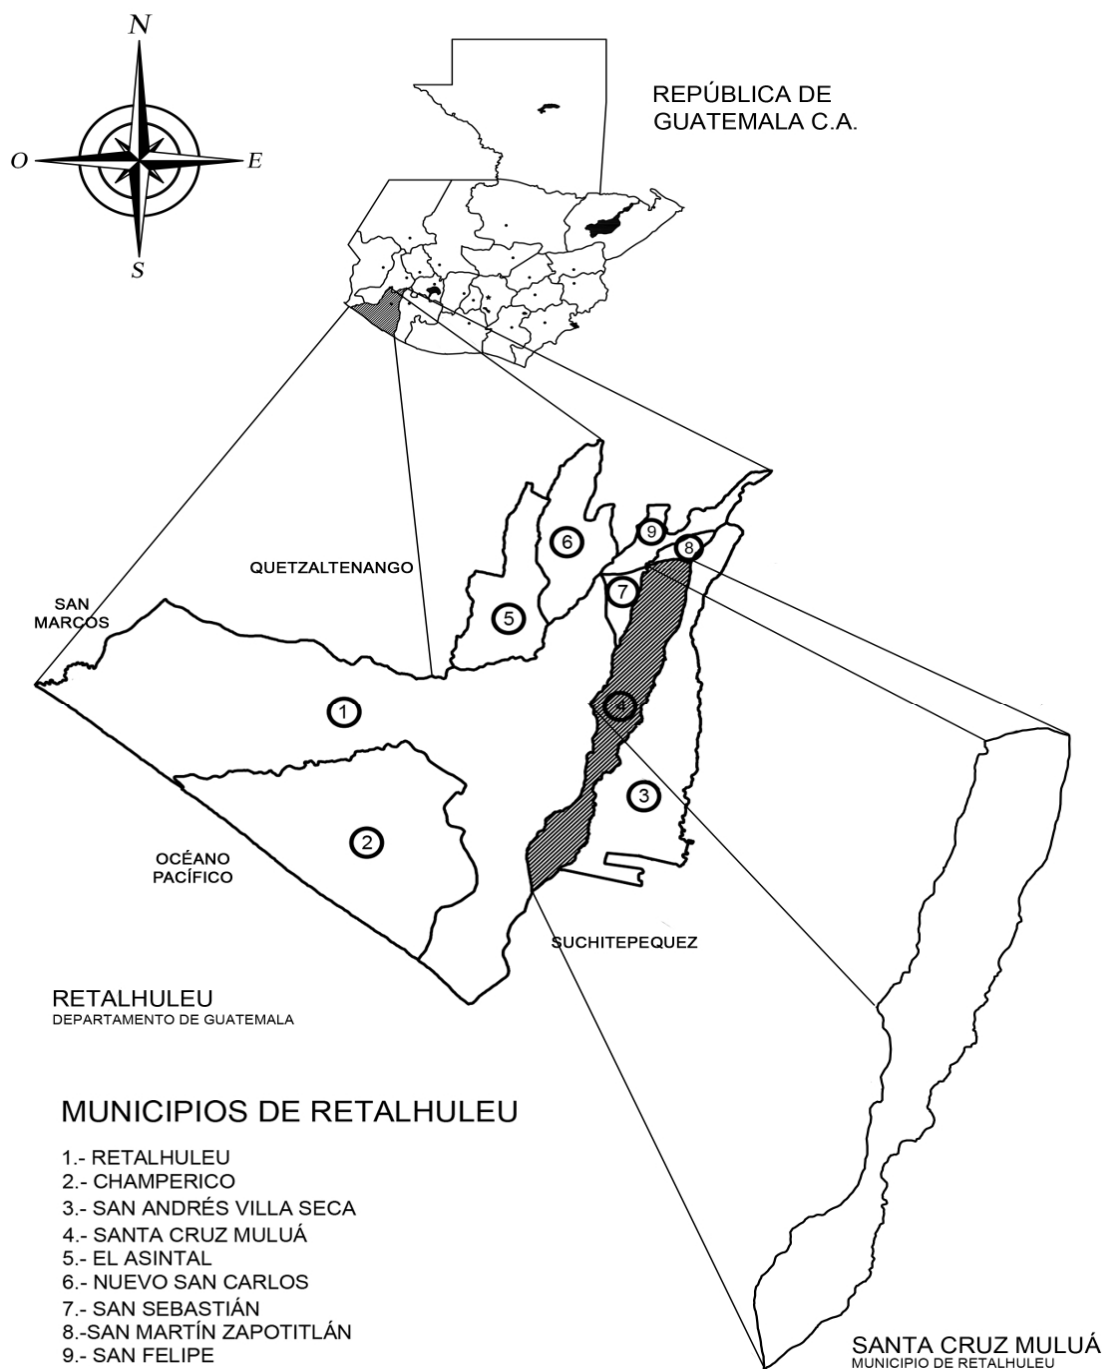 N
O
E
S
REPÚBLICA DE
GUATEMALA C.A.
QUETZALTENANGO
SAN
MARCOS
9
6
8
7
5
4
1
3
2
OCÉANO
PACÍFICO
SUCHITEPEQUEZ
RETALHULEU
DEPARTAMENTO DE GUATEMALA
MUNICIPIOS DE RETALHULEU
1.- RETALHULEU
2.- CHAMPERICO
3.- SAN ANDRÉS VILLA SECA
4.- SANTA CRUZ MULUÁ
5.- EL ASINTAL
6.- NUEVO SAN CARLOS
7.- SAN SEBASTIÁN
8.-SAN MARTÍN ZAPOTITLÁN
9.- SAN FELIPE
SANTA CRUZ MULUÁ
MUNICIPIO DE RETALHULEU